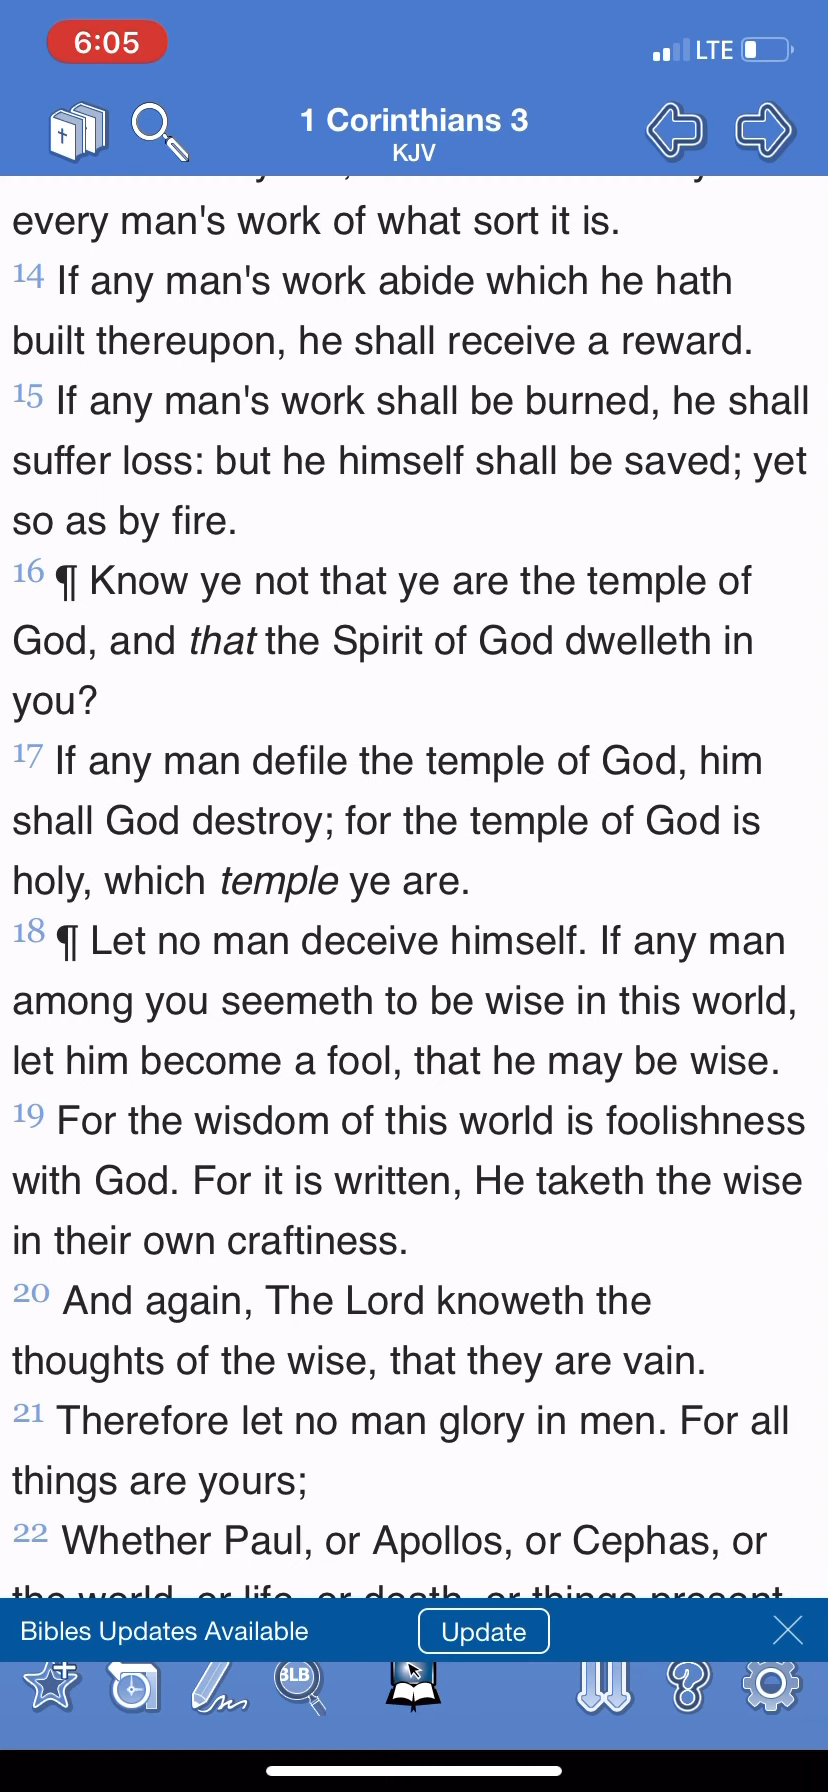 6:05
LTE
1 Corinthians 3
KJV
every man's work of what sort it is.
14 If any man's work abide which he hath
built thereupon, he shall receive a reward.
15 If any man's work shall be burned, he shall
suffer loss: but he himself shall be saved; yet
so as by fire.
16 ¶ Know ye not that ye are the temple of
God, and that the Spirit of God dwelleth in
you?
17 If any man defile the temple of God, him
shall God destroy; for the temple of God is
holy, which temple ye are.
18 ¶ Let no man deceive himself. If any man
among you seemeth to be wise in this world,
let him become a fool, that he may be wise.
19 For the wisdom of this world is foolishness
with God. For it is written, He taketh the wise
in their own craftiness.
20 And again, The Lord knoweth the
thoughts of the wise, that they are vain.
21 Therefore let no man glory in men. For all
things are yours;
22 Whether Paul, or Apollos, or Cephas, or
the world, or life, or death, or things present,
Bibles Updates Available
Update
BLB